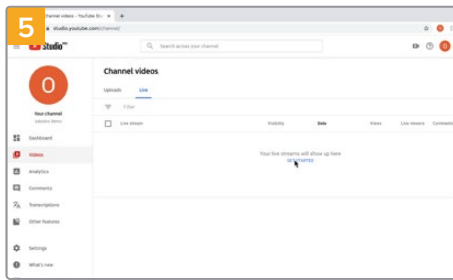 5
Channel videos - YouTube St
studio.youtube.com/channel/
Studio
Search across your channel
O
Channel videos
Uploads
Live
Filter
Live stream
Visibility
Date
Views
Live viewers
Comments
Your live streams will show up here
GET STARTED
O
Your channel
Dashboard
Videos
Analytics
Comments
Transcriptions
Other features
Settings
What's new